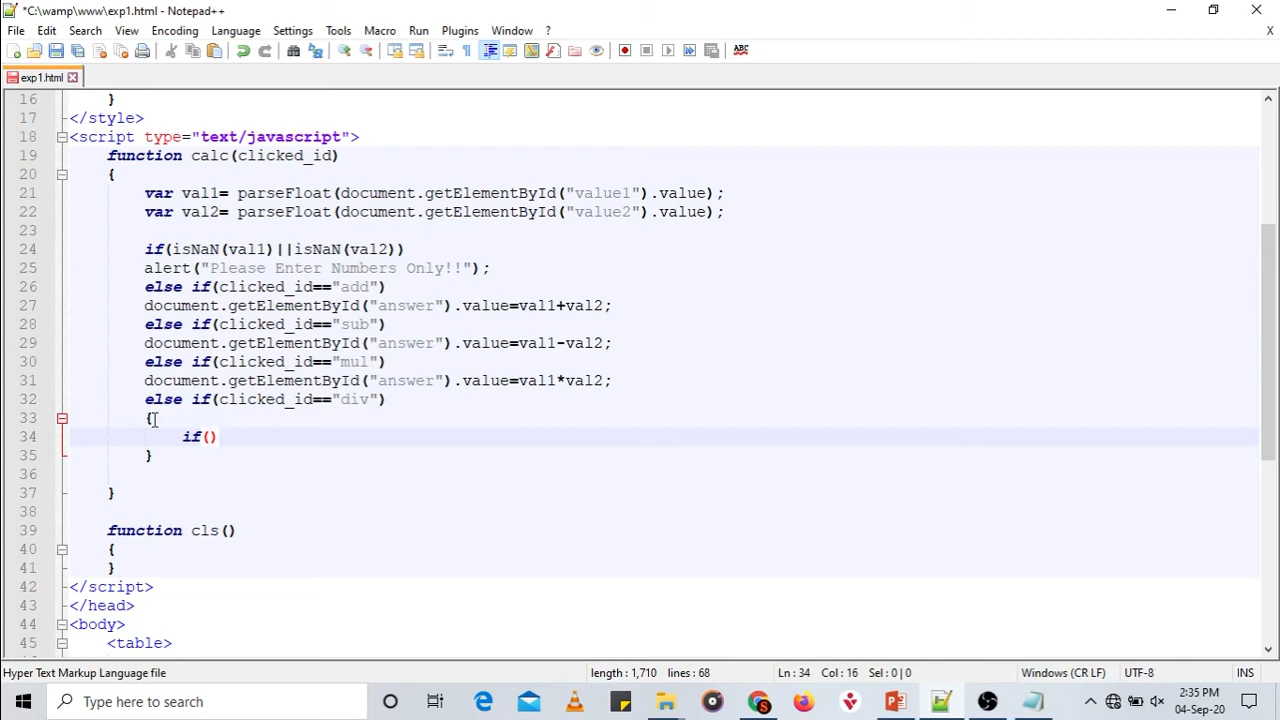 *C:\wamp\www\exp1.html - Notepad++
File Edit Search View Encoding Language Settings Tools Macro Run Plugins Window ? X
ABC
exp1.html
16 }
17 </style>
18 <script type="text/javascript">
19 function calc(clicked_id)
20 {
21 var val1= parseFloat(document.getElementById("value1").value);
22 var val2= parseFloat(document.getElementById("value2").value);
23
24 if(isNaN(val1)||isNaN(val2))
25 alert("Please Enter Numbers Only!!");
26 else if(clicked_id=="add")
27 document.getElementById("answer").value=val1+val2;
28 else if(clicked_id=="sub")
29 document.getElementById("answer").value=val1-val2;
30 else if(clicked_id=="mul")
31 document.getElementById("answer").value=val1*val2;
32 else if(clicked_id=="div")
33 {
34 if()
35 }
36
37 }
38
39 function cls()
40 {
41 }
42 </script>
43 </head>
44 <body>
45 <table>
Hyper Text Markup Language file length : 1,710 lines : 68 Ln : 34 Col : 16 Sel : 0 | 0 Windows (CR LF) UTF-8 INS
Type here to search
2:35 PM
04-Sep-20